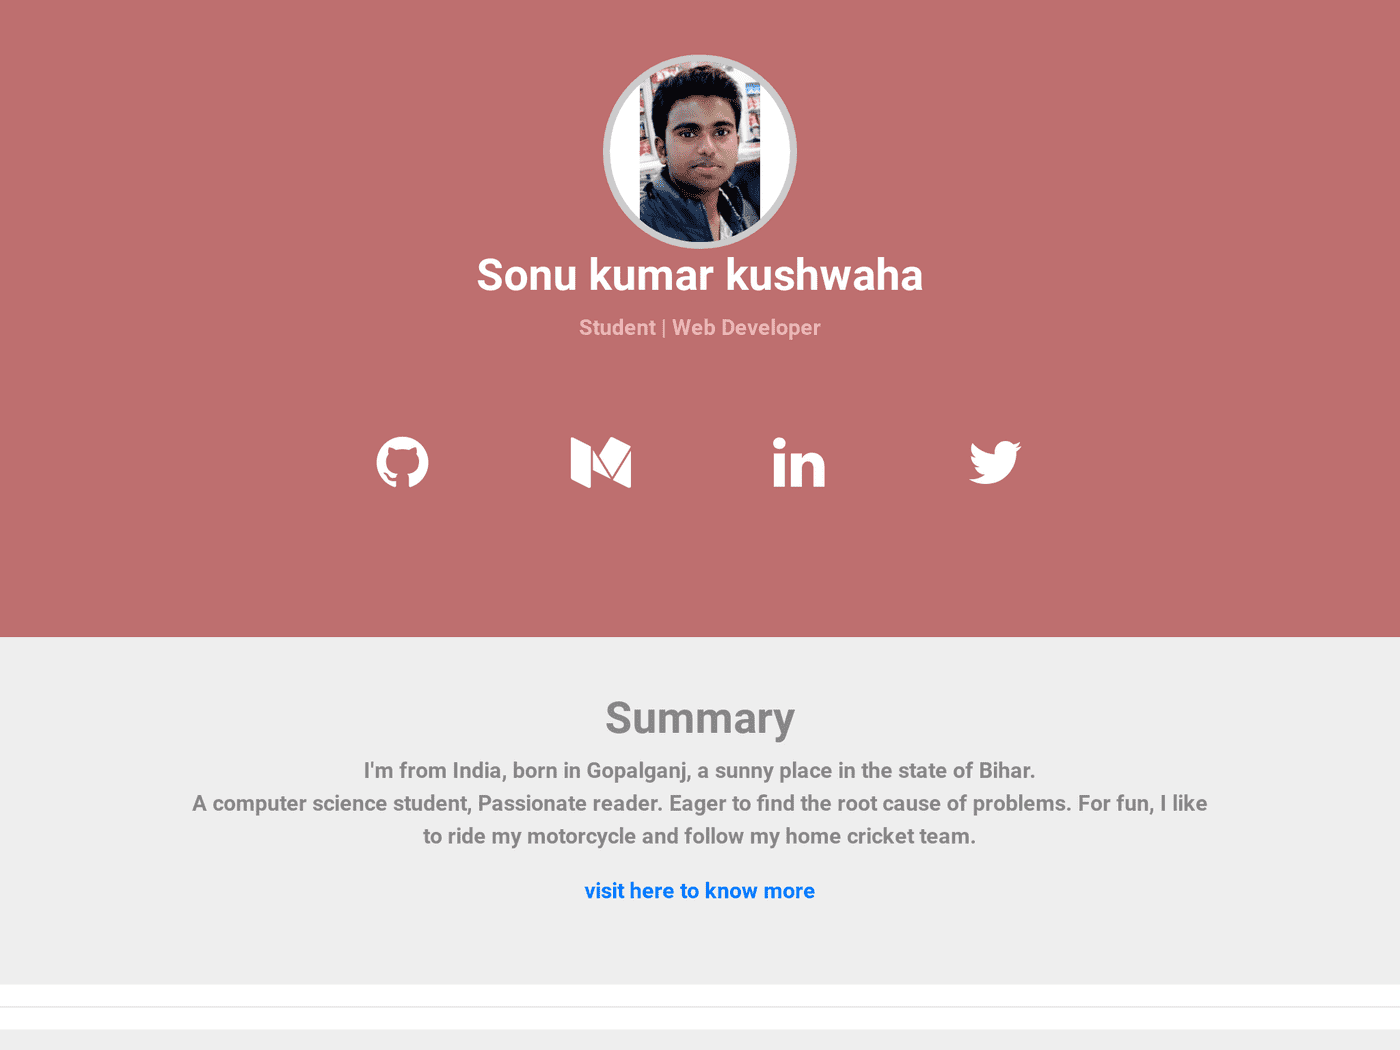 Sonu kumar kushwaha
Student | Web Developer
Summary
I'm from India, born in Gopalganj, a sunny place in the state of Bihar.
A computer science student, Passionate reader. Eager to find the root cause of problems. For fun, I like
to ride my motorcycle and follow my home cricket team.
visit here to know more